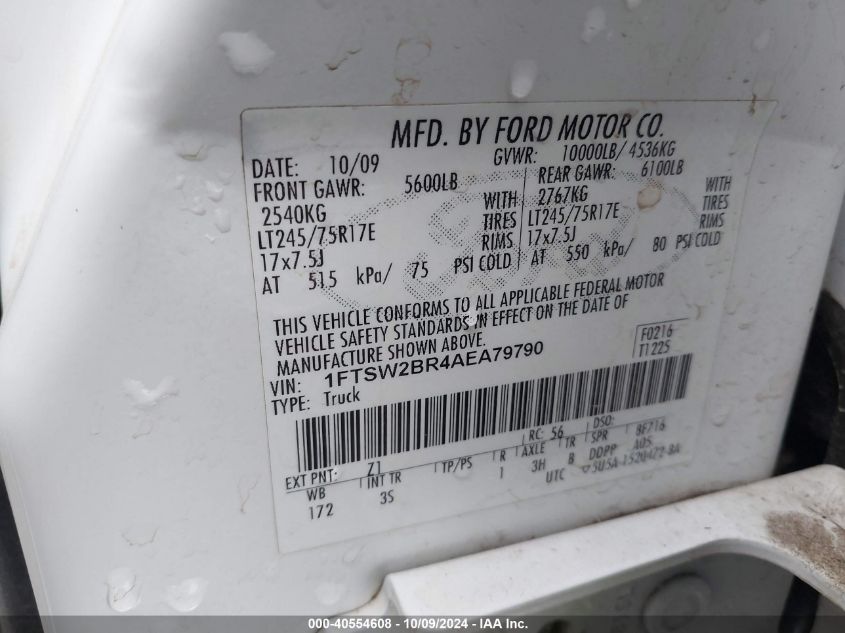 MFD. BY FORD MOTOR CO.
DATE: 10/09 GVWR: 10000LB/ 4536KG
FRONT GAWR: 5600LB REAR GAWR: 6100LB
2540KG WITH 2767KG WITH
LT245/75R17E TIRES LT245/75R17E TIRES
17x7.5J RIMS 17x7.5J RIMS
AT 515 kPa/ 75 PSI COLD AT 550 kPa/ 80 PSI COLD
THIS VEHICLE CONFORMS TO ALL APPLICABLE FEDERAL MOTOR
VEHICLE SAFETY STANDARDS IN EFFECT ON THE DATE OF
MANUFACTURE SHOWN ABOVE.
VIN: 1FTSW2BR4AEA79790
TYPE: Truck
F0216
T1225
EXT PNT: Z1 RC: 56 DSO:
WB INT TR TP/PS R AXLE TR SPR 8F216
172 3S 1 3H B DDPP AOS
UTC 5U5A-1520472-BA
000-40554608 - 10/09/2024 - IAA Inc.